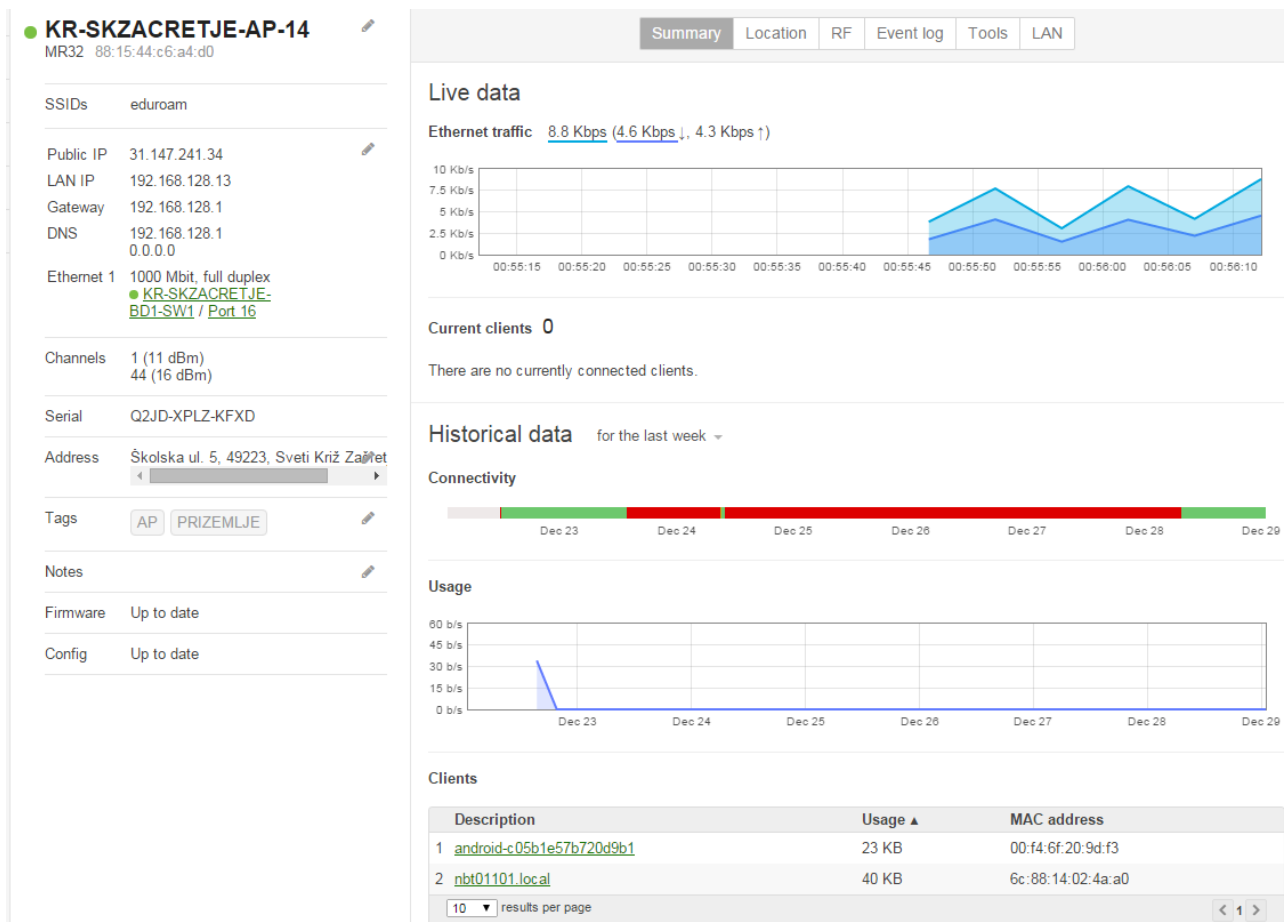 KR-SKZACRETJE-AP-14
MR32 88:15:44:c6:a4:d0
SSIDs eduroam
Public IP 31.147.241.34
LAN IP 192.168.128.13
Gateway 192.168.128.1
DNS 192.168.128.1
0.0.0.0
Ethernet 1 1000 Mbit, full duplex
KR-SKZACRETJE-
BD1-SW1 / Port 16
Channels 1 (11 dBm)
44 (16 dBm)
Serial Q2JD-XPLZ-KFXD
Address Školska ul. 5, 49223, Sveti Križ
Tags AP PRIZEMLJE
Notes
Firmware Up to date
Config Up to date
Summary Location RF Event log Tools LAN
Live data
Ethernet traffic 8.8 Kbps (4.6 Kbps ↓, 4.3 Kbps ↑)
10 Kb/s
7.5 Kb/s
5 Kb/s
2.5 Kb/s
0 Kb/s
00:55:15 00:55:20 00:55:25 00:55:30 00:55:35 00:55:40 00:55:45 00:55:50 00:55:55 00:56:00 00:56:05 00:56:10
Current clients 0
There are no currently connected clients.
Historical data for the last week
Connectivity
Dec 23 Dec 24 Dec 25 Dec 26 Dec 27 Dec 28 Dec 29
Usage
60 b/s
45 b/s
30 b/s
15 b/s
0 b/s
Dec 23 Dec 24 Dec 25 Dec 26 Dec 27 Dec 28 Dec 29
Clients
Description Usage ▲ MAC address
1 android-c05b1e57b720d9b1 23 KB 00:f4:6f:20:9d:f3
2 nbt01101.local 40 KB 6c:88:14:02:4a:a0
10 ▼ results per page < 1 >